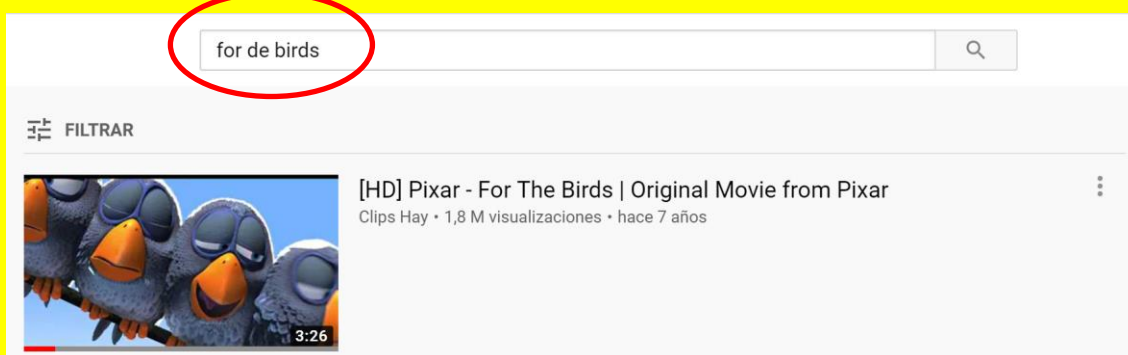 for de birds
FILTRAR
[HD] Pixar - For The Birds | Original Movie from Pixar
Clips Hay • 1,8 M visualizaciones • hace 7 años
3:26